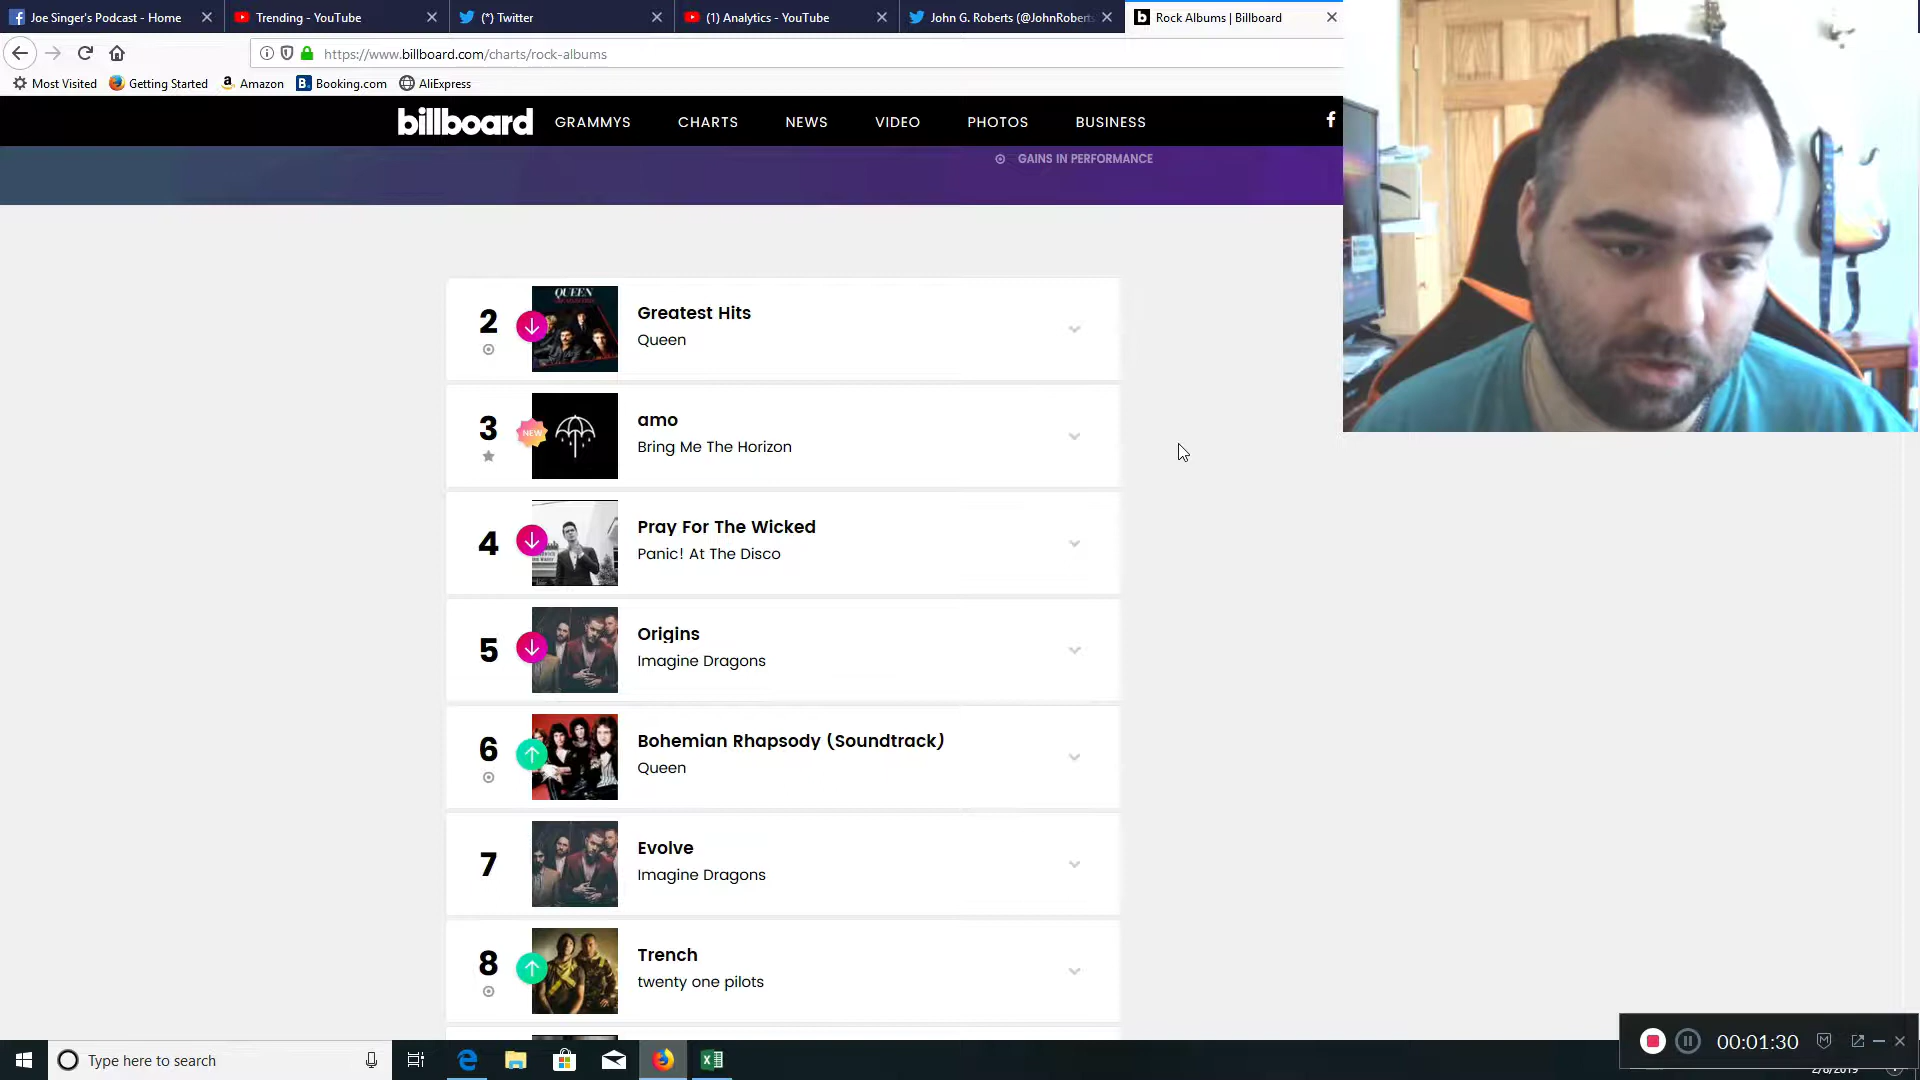 Joe Singer's Podcast - Home
Trending - YouTube
(*) Twitter
(1) Analytics - YouTube
John G. Roberts (@JohnRoberts
Rock Albums | Billboard
https://www.billboard.com/charts/rock-albums
Most Visited
Getting Started
Amazon
Booking.com
AliExpress
billboard
GRAMMYS
CHARTS
NEWS
VIDEO
PHOTOS
BUSINESS
GAINS IN PERFORMANCE
2
QUEEN
Greatest Hits
Queen
3
NEW
amo
Bring Me The Horizon
4
Pray For The Wicked
Panic! At The Disco
5
Origins
Imagine Dragons
6
Bohemian Rhapsody (Soundtrack)
Queen
7
Evolve
Imagine Dragons
8
Trench
twenty one pilots
Type here to search
00:01:30